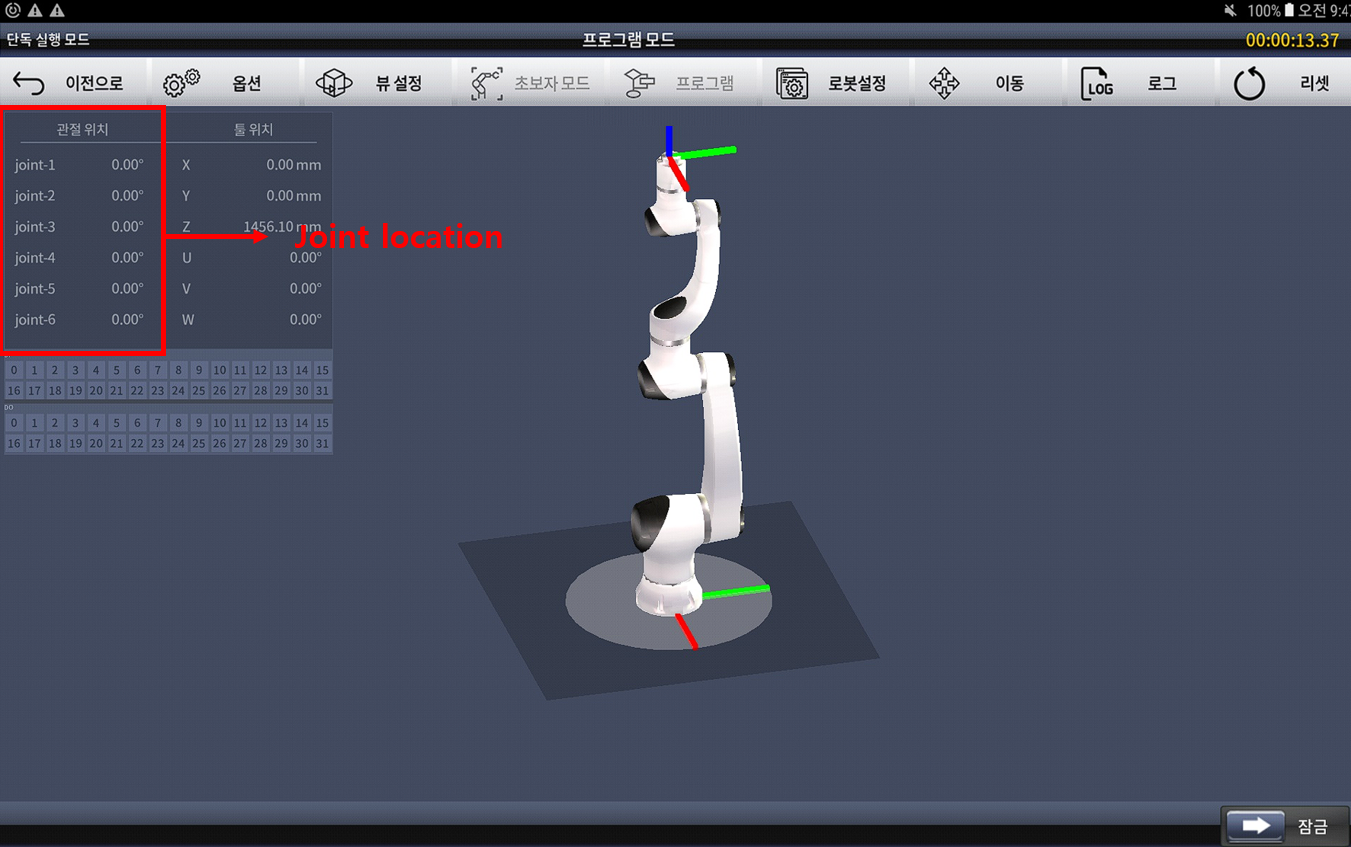 100% 오전 9:4
단독 실행 모드 프로그램 모드 00:00:13.37
이전으로 옵션 뷰 설정 초보자 모드 프로그램 로봇설정 이동 LOG 로그 리셋
관절 위치 툴 위치
joint-1 0.00° X 0.00 mm
joint-2 0.00° Y 0.00 mm
joint-3 0.00° Z 1456.10 mm
Joint location
joint-4 0.00° U 0.00°
joint-5 0.00° V 0.00°
joint-6 0.00° W 0.00°
0 1 2 3 4 5 6 7 8 9 10 11 12 13 14 15
16 17 18 19 20 21 22 23 24 25 26 27 28 29 30 31
DO
0 1 2 3 4 5 6 7 8 9 10 11 12 13 14 15
16 17 18 19 20 21 22 23 24 25 26 27 28 29 30 31
잠금